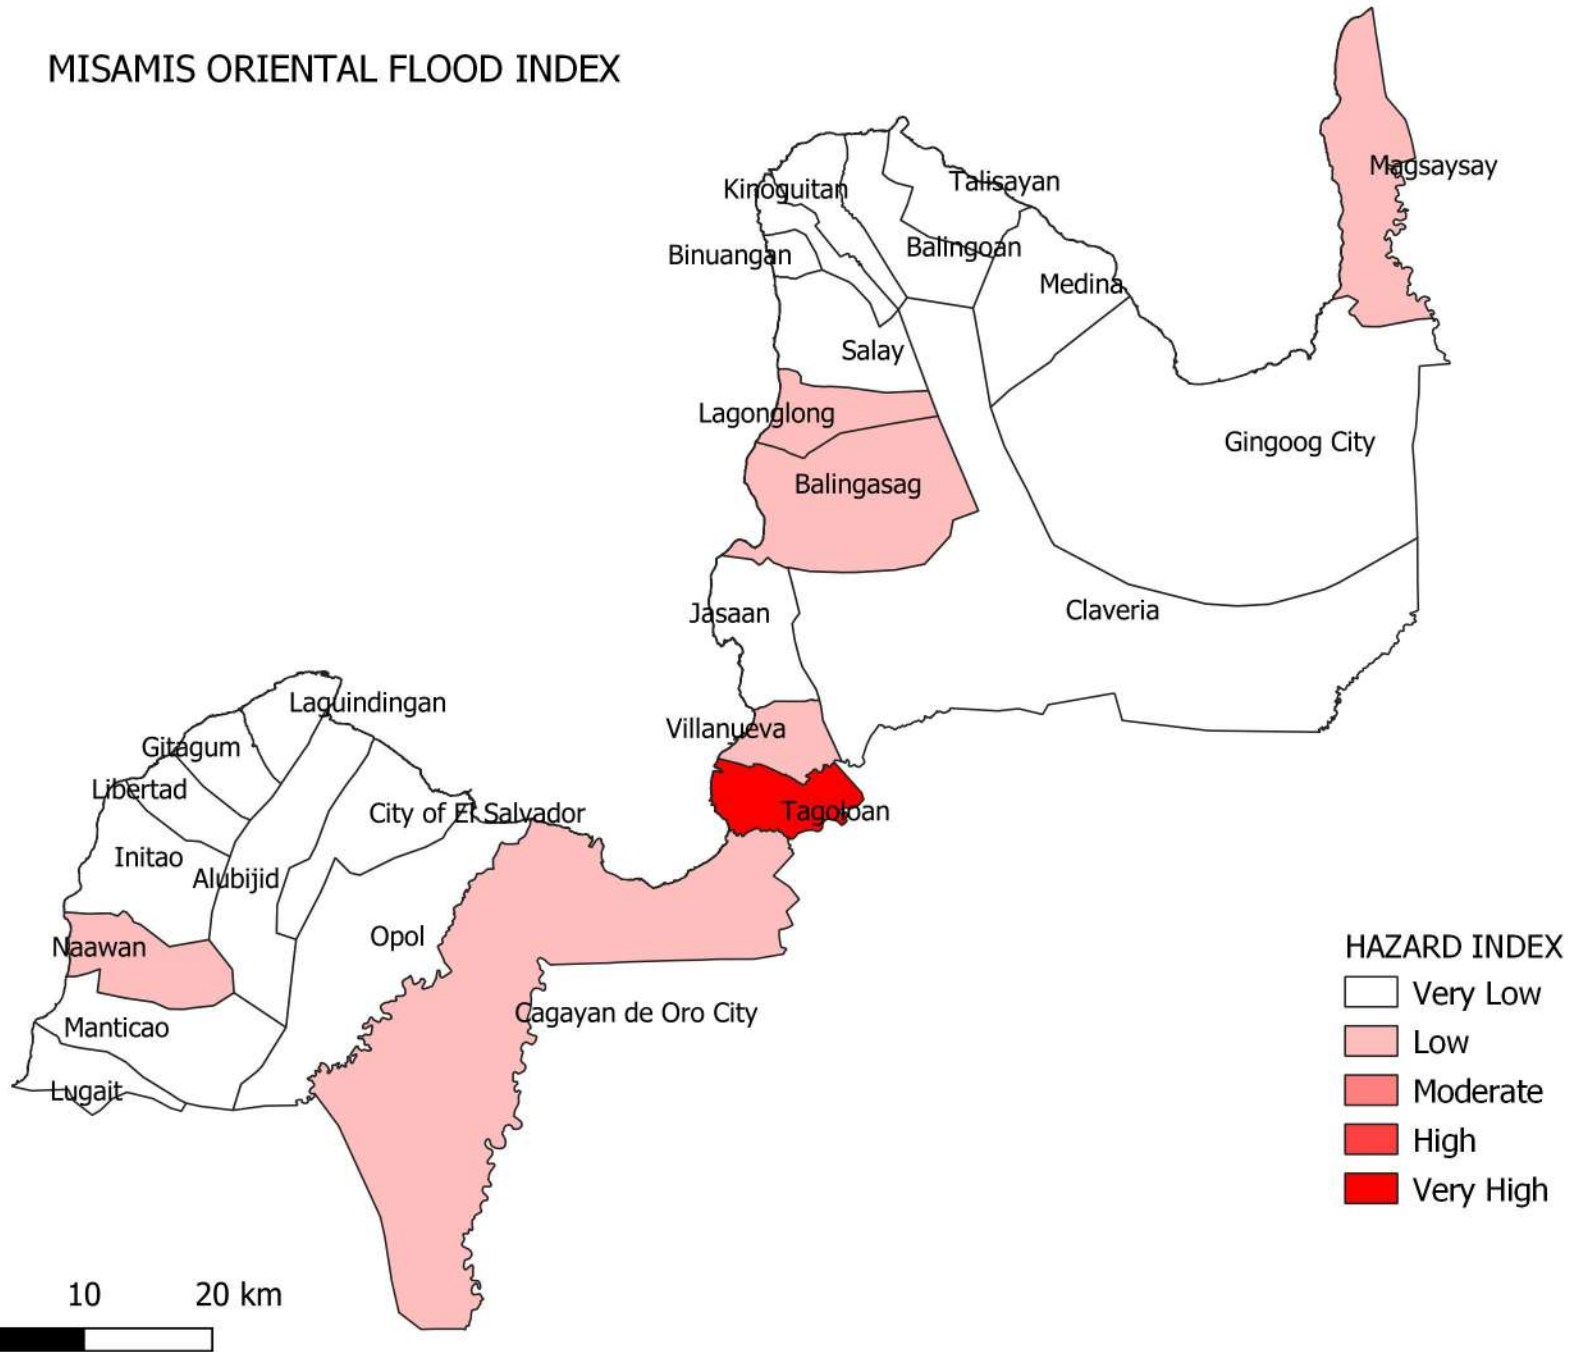 MISAMIS ORIENTAL FLOOD INDEX
Magsaysay
Talisayan
Kinoguitan
Balingoan
Binuangan
Medina
Salay
Lagonglong
Gingoog City
Balingasag
Claveria
Jasaan
Laguindingan
Villanueva
Gitagum
Libertad
Tagoloan
City of El Salvador
Initao
Alubijid
Opol
Naawan
Cagayan de Oro City
Manticao
Lugait
HAZARD INDEX
Very Low
Low
Moderate
High
Very High
10 20 km